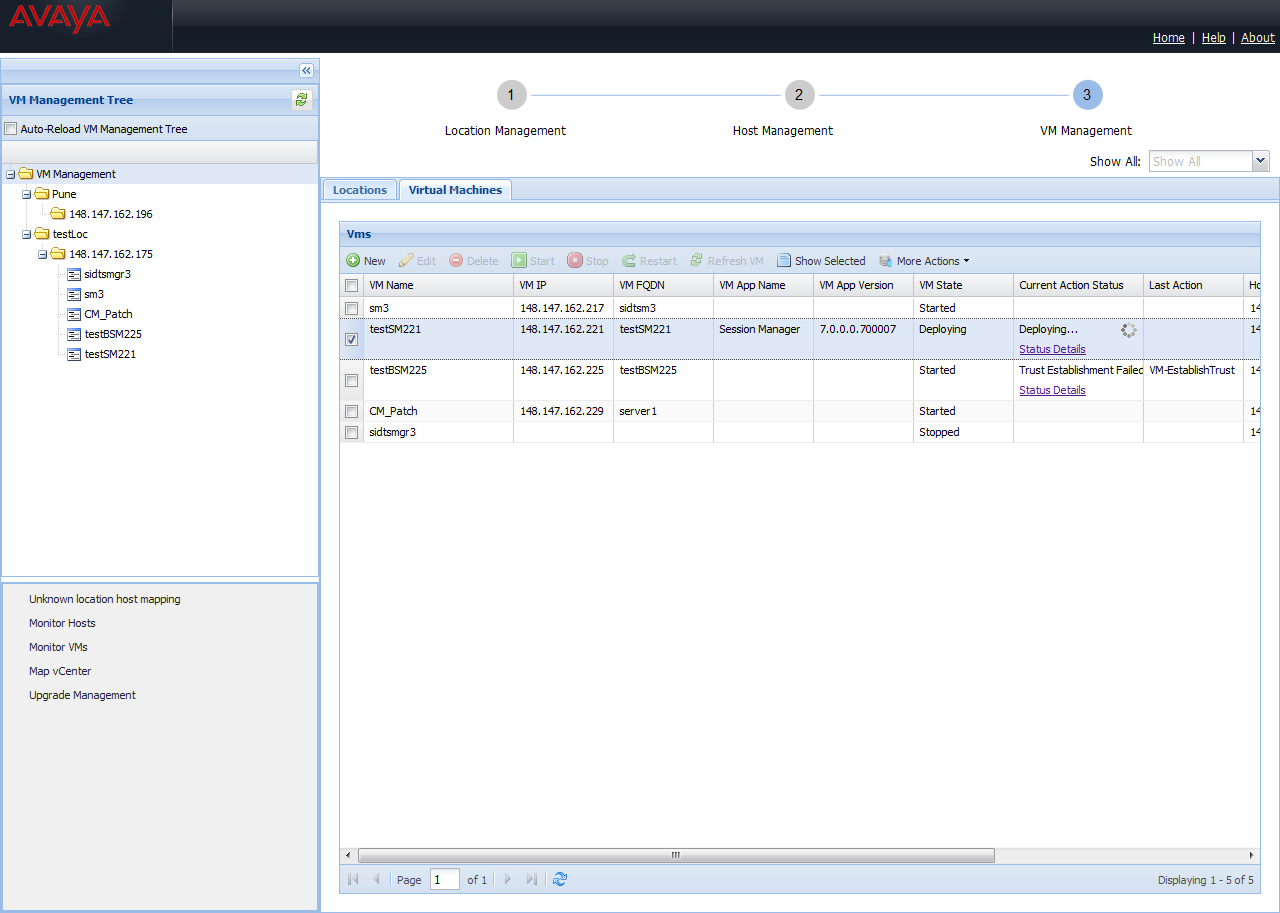 AVAYA
Home | Help | About
VM Management Tree
Auto-Reload VM Management Tree
VM Management
Pune
148.147.162.196
testLoc
148.147.162.175
sidtsmgr3
sm3
CM_Patch
testBSM225
testSM221
Unknown location host mapping
Monitor Hosts
Monitor VMs
Map vCenter
Upgrade Management
1 2 3
Location Management Host Management VM Management
Show All: Show All
Locations Virtual Machines
Vms
New Edit Delete Start Stop Restart Refresh VM Show Selected More Actions
VM Name VM IP VM FQDN VM App Name VM App Version VM State Current Action Status Last Action Ho
sm3 148.147.162.217 sidtsm3 Started 14
testSM221 148.147.162.221 testSM221 Session Manager 7.0.0.0.700007 Deploying Deploying... 14
Status Details
testBSM225 148.147.162.225 testBSM225 Started Trust Establishment Failed VM-EstablishTrust 14
Status Details
CM_Patch 148.147.162.229 server1 Started 14
sidtsmgr3 Stopped 14
Page 1 of 1 Displaying 1 - 5 of 5